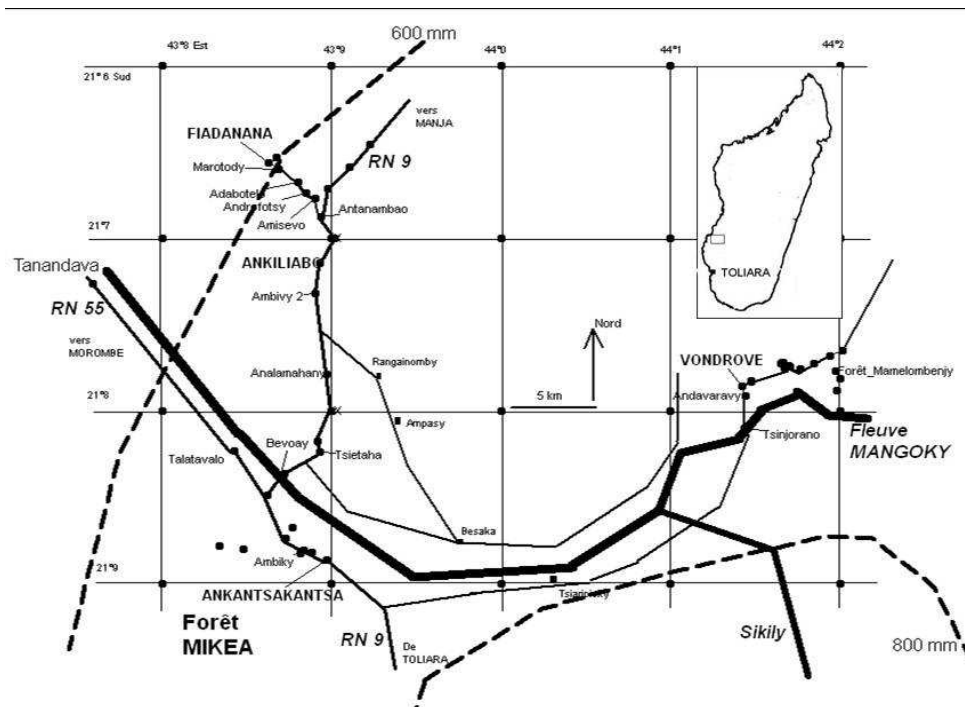 600 mm
43°8 Est
43°9
44°0
44°1
44°2
21°6 Sud
vers
MANJA
FIADANANA
RN 9
Marotody
Adabotelo
Androfotsy
Antanambao
Amisevo
21°7
Tanandava
ANKILIABO
TOLIARA
RN 55
Ambivy 2
vers
MOROMBE
Nord
VONDROVE
Rangainomby
Analamahany
Forêt_Mamelombenjy
Andavaravy
5 km
21°8
Ampasy
Bevoay
Tsinjorano
Fleuve
MANGOKY
Talatavalo
Tsietaha
Besaka
Ambiky
21°9
ANKANTSAKANTSA
Forêt
MIKEA
RN 9
De
TOLIARA
Sikily
800 mm